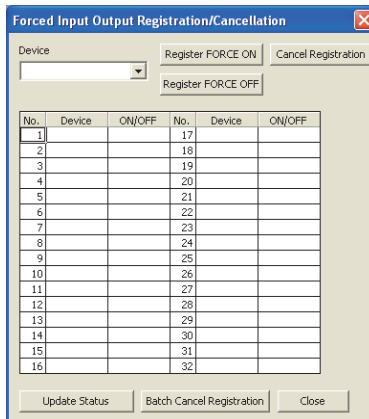 Forced Input Output Registration/Cancellation
Device
Register FORCE ON Cancel Registration
Register FORCE OFF
No. Device ON/OFF No. Device ON/OFF
1 17
2 18
3 19
4 20
5 21
6 22
7 23
8 24
9 25
10 26
11 27
12 28
13 29
14 30
15 31
16 32
Update Status Batch Cancel Registration Close